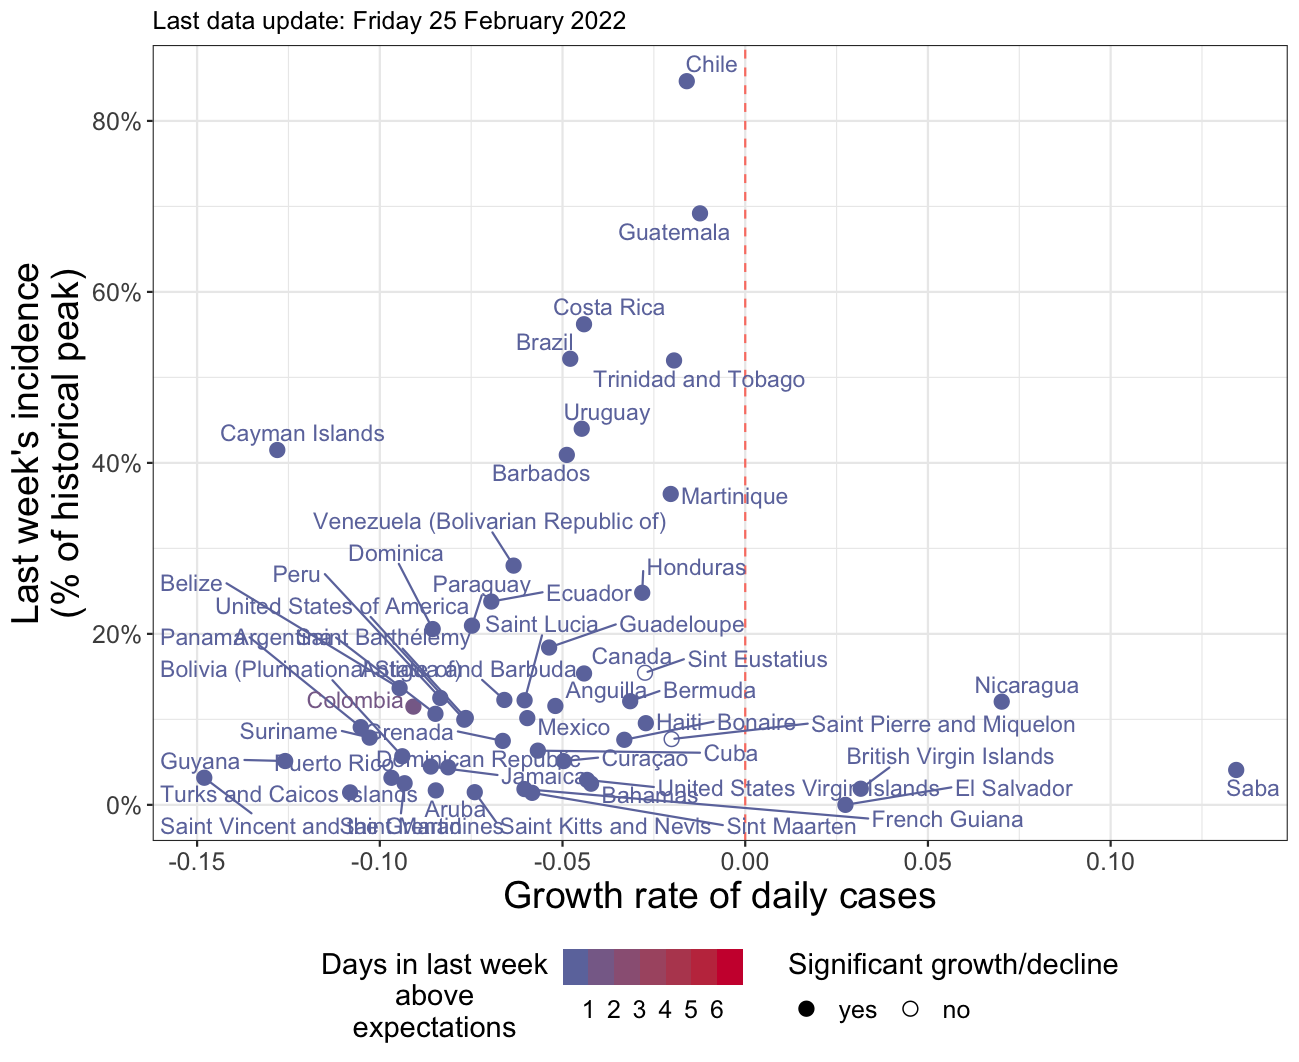 Last data update: Friday 25 February 2022
Last week's incidence
(% of historical peak)
80%
60%
40%
20%
0%
Chile
Guatemala
Costa Rica
Brazil
Trinidad and Tobago
Uruguay
Cayman Islands
Barbados
Martinique
Venezuela (Bolivarian Republic of)
Dominica
Honduras
Peru
Belize
Paraguay
Ecuador
United States of America
Saint Lucia
Guadeloupe
Panama
Argentina
Saint Barthélemy
Canada
Sint Eustatius
Bolivia (Plurinational State of)
Antigua and Barbuda
Nicaragua
Anguilla
Bermuda
Colombia
Haiti
Bonaire
Saint Pierre and Miquelon
Suriname
Grenada
Mexico
Cuba
British Virgin Islands
Guyana
Puerto Rico
Dominican Republic
Curaçao
Jamaica
United States Virgin Islands
El Salvador
Saba
Turks and Caicos Islands
Bahamas
Aruba
French Guiana
Saint Vincent and the Grenadines
Saint Martin
Saint Kitts and Nevis
Sint Maarten
-0.15
-0.10
-0.05
0.00
0.05
0.10
Growth rate of daily cases
Days in last week
above
expectations
1 2 3 4 5 6
Significant growth/decline
yes
no